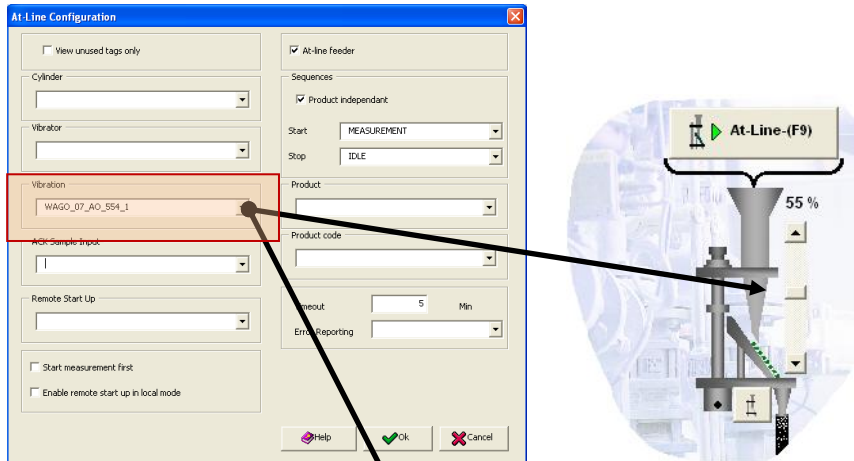 At-Line Configuration
View unused tags only
Cylinder
Vibrator
Vibration
WAGO_07_AO_554_1
ACK Sample Input
Remote Start Up
Start measurement first
Enable remote start up in local mode
At-line feeder
Sequences
Product independant
Start MEASUREMENT
Stop IDLE
Product
Product code
5 Min
Reporting
Help
Ok
Cancel
At-Line-(F9)
55 %